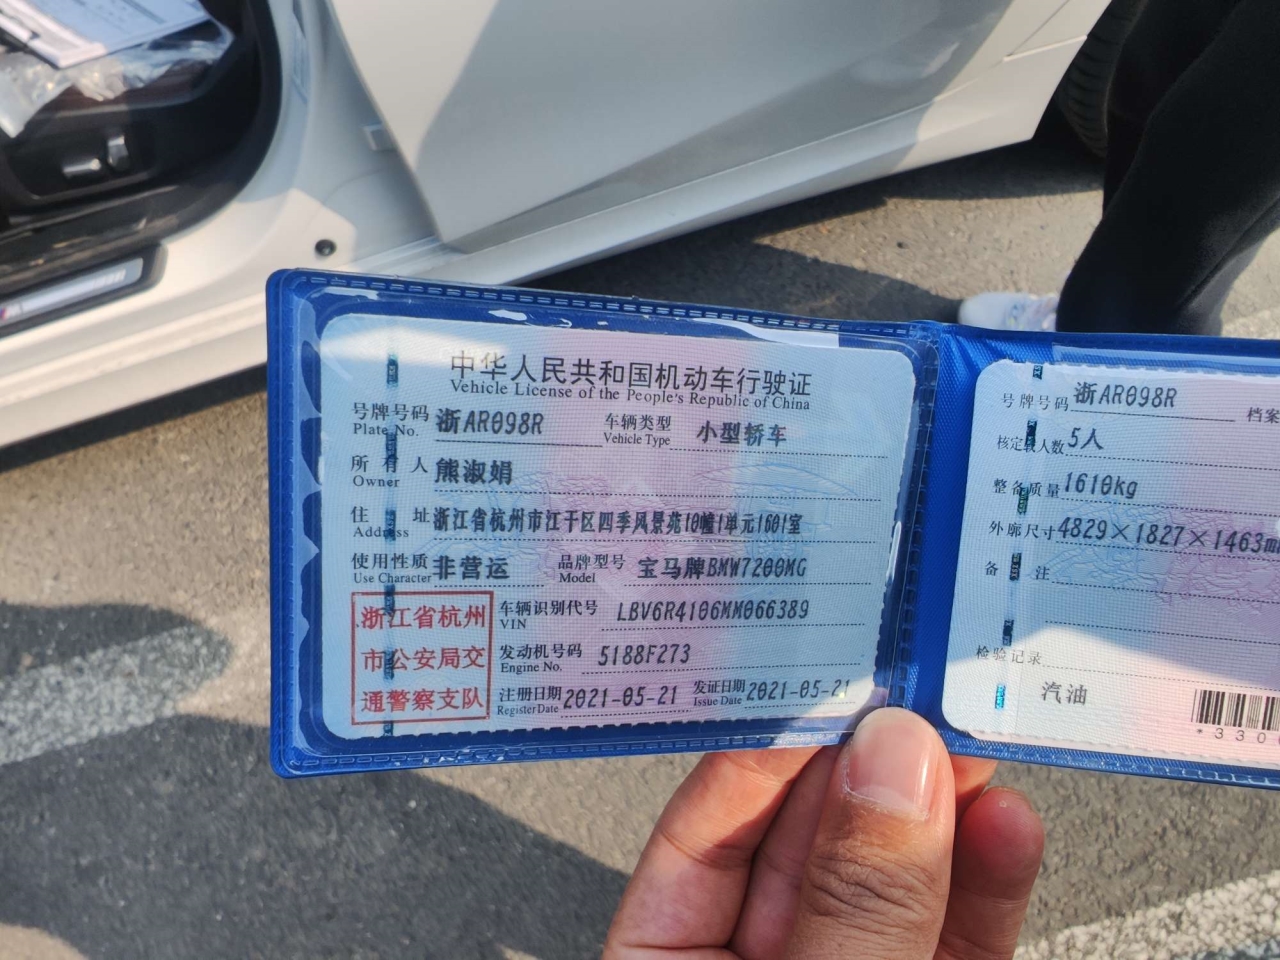 中华人民共和国机动车行驶证
Vehicle License of the People's Republic of China
号牌号码 浙AR098R 车辆类型 小型轿车
Plate No. Vehicle Type
所有人 熊淑娟
Owner
住址 浙江省杭州市江干区四季风景苑10幢1单元1601室
Address
使用性质 非营运 品牌型号 宝马牌BMW7200MG
Use Character Model
浙江省杭州
市公安局交
通警察支队
车辆识别代号 LBV6R4106MM066389
VIN
发动机号码 5188F273
Engine No.
注册日期 2021-05-21 发证日期 2021-05-21
Register Date Issue Date
号牌号码 浙AR098R 档案
核定载人数 5人
整备质量 1610kg
外廓尺寸 4829×1827×1463m
备注
检验记录
汽油
*330